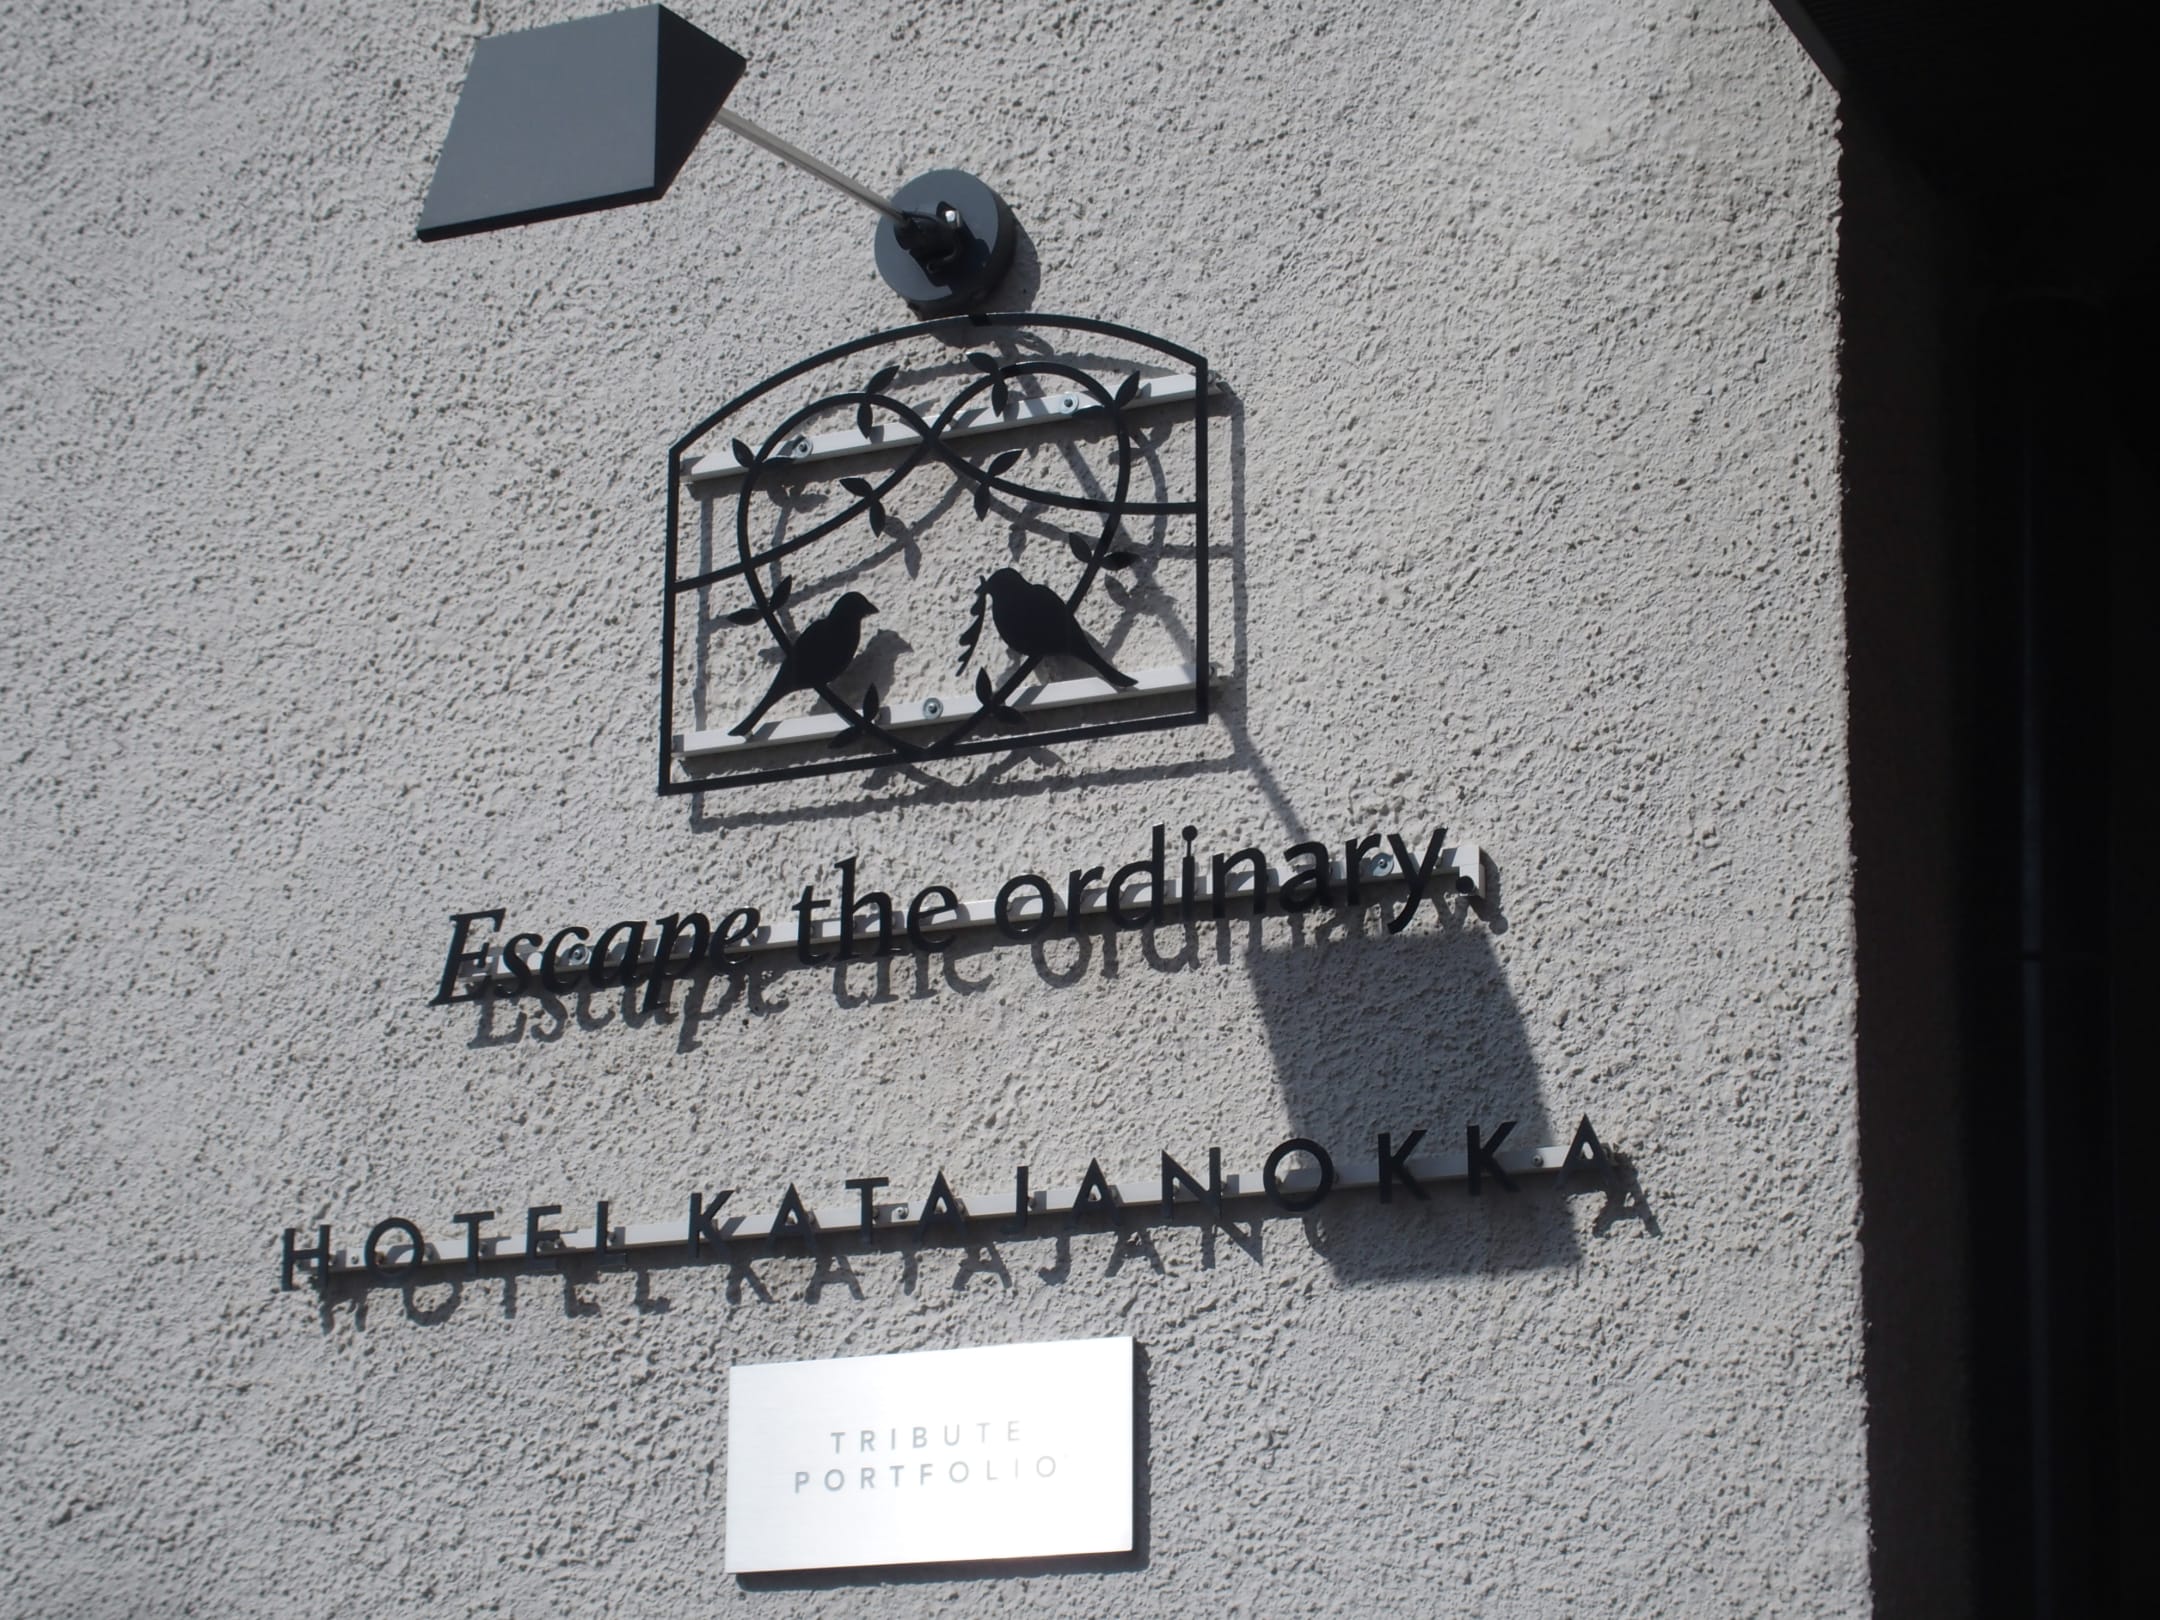 Escape the ordinary.
HOTEL KATAJANOKKA
TRIBUTE
PORTFOLIO